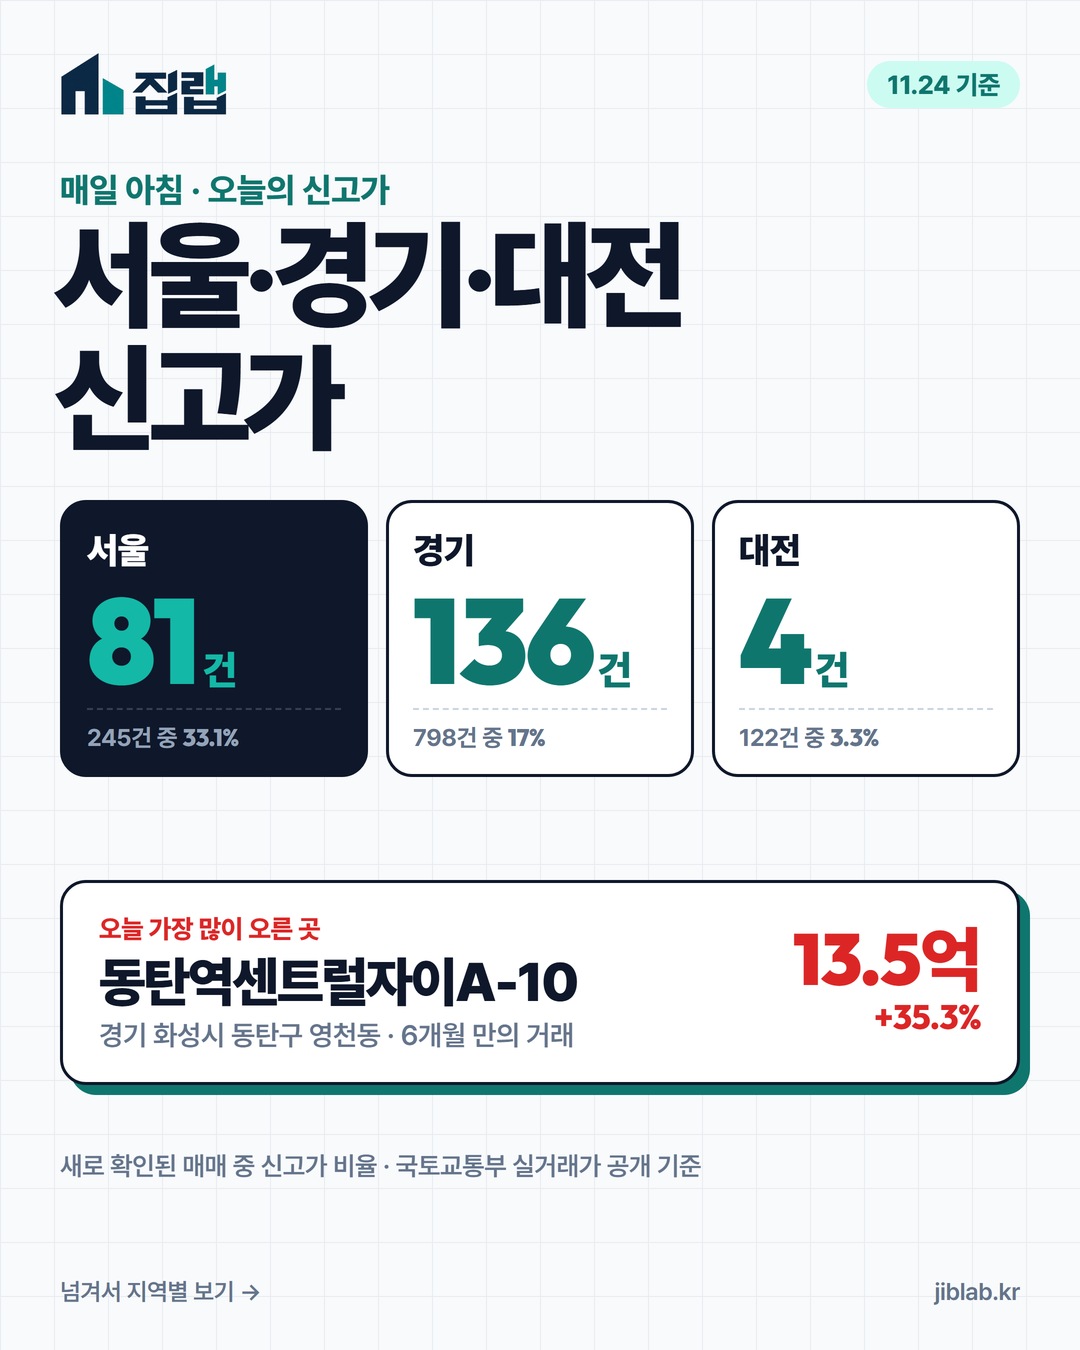 집랩
11.24 기준
매일 아침 · 오늘의 신고가
서울·경기·대전
신고가
서울
81건
245건 중 33.1%
경기
136건
798건 중 17%
대전
4건
122건 중 3.3%
오늘 가장 많이 오른 곳
동탄역센트럴자이A-10
경기 화성시 동탄구 영천동 · 6개월 만의 거래
13.5억
+35.3%
새로 확인된 매매 중 신고가 비율 · 국토교통부 실거래가 공개 기준
넘겨서 지역별 보기 →
jiblab.kr